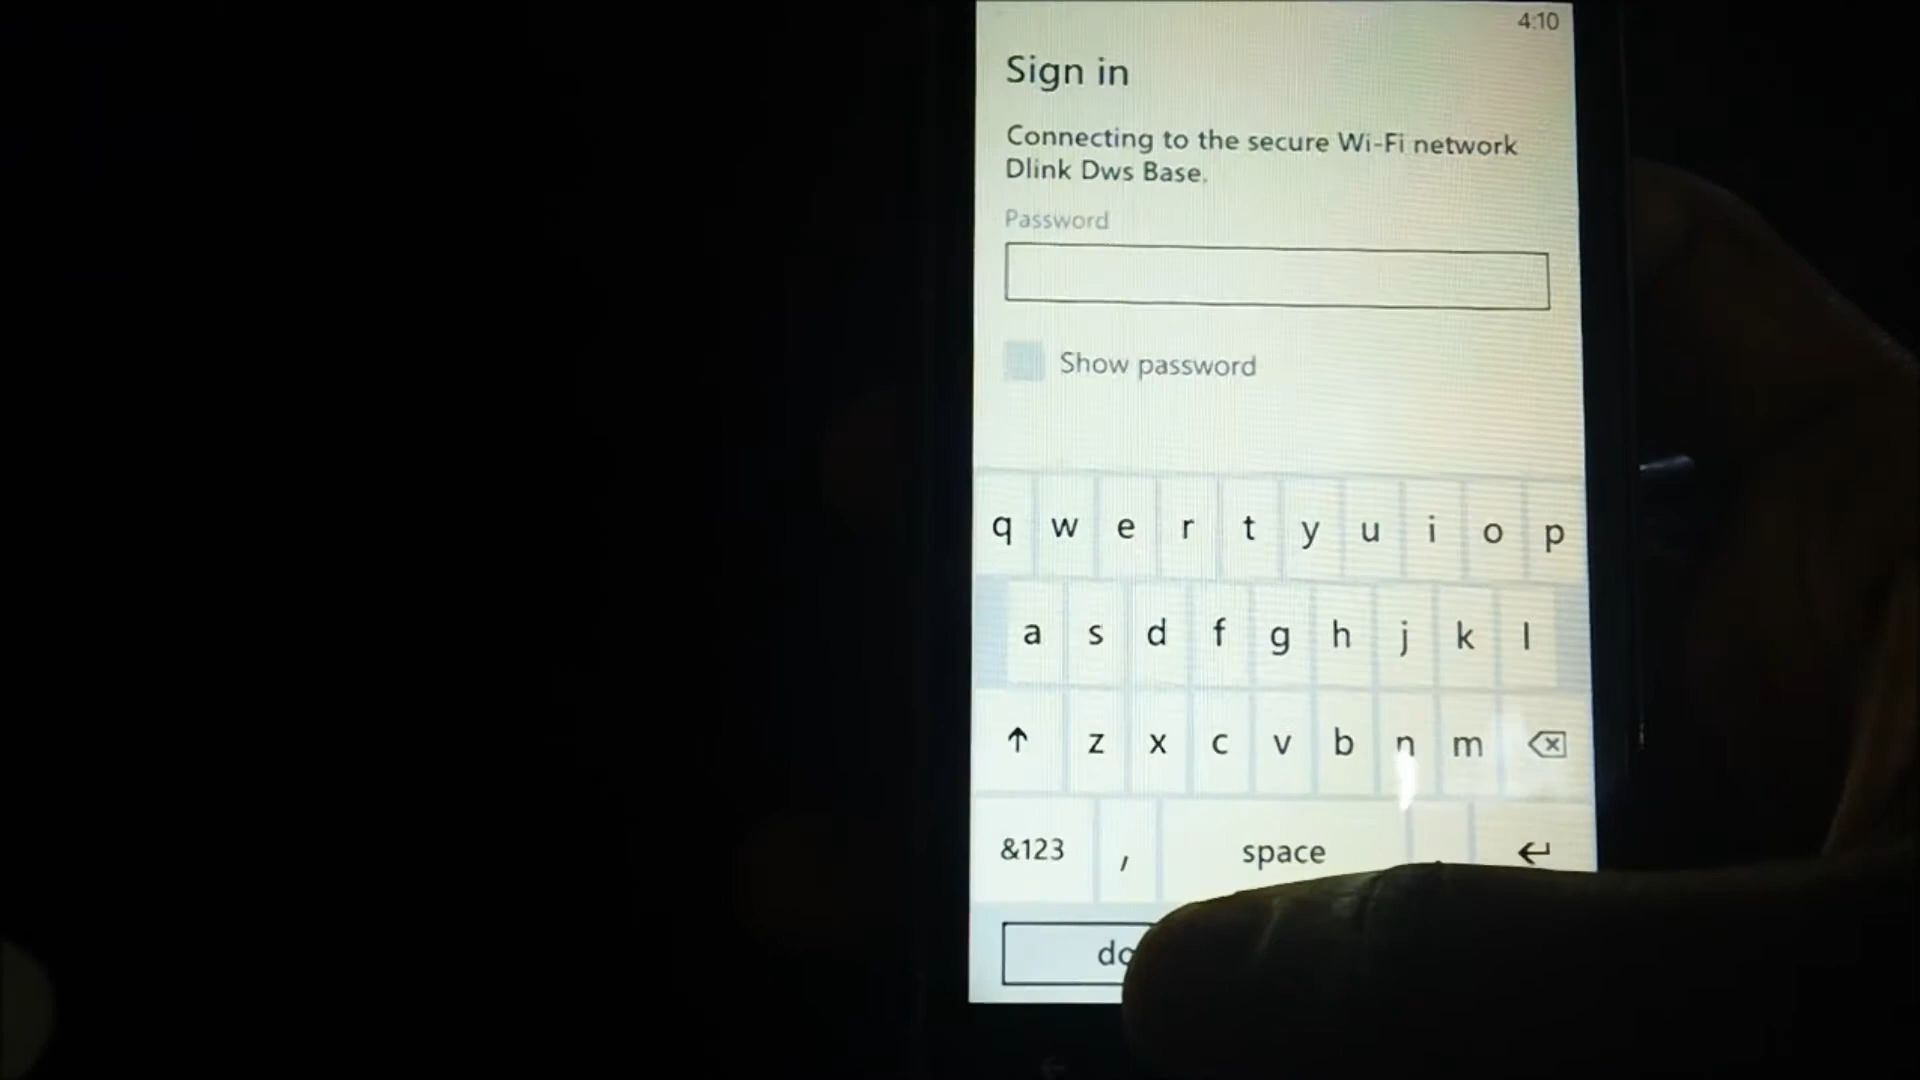 4:10
Sign in
Connecting to the secure Wi-Fi network
Dlink Dws Base.
Password
Show password
q w e r t y u i o p
a s d f g h j k l
z x c v b n m
&123 , space